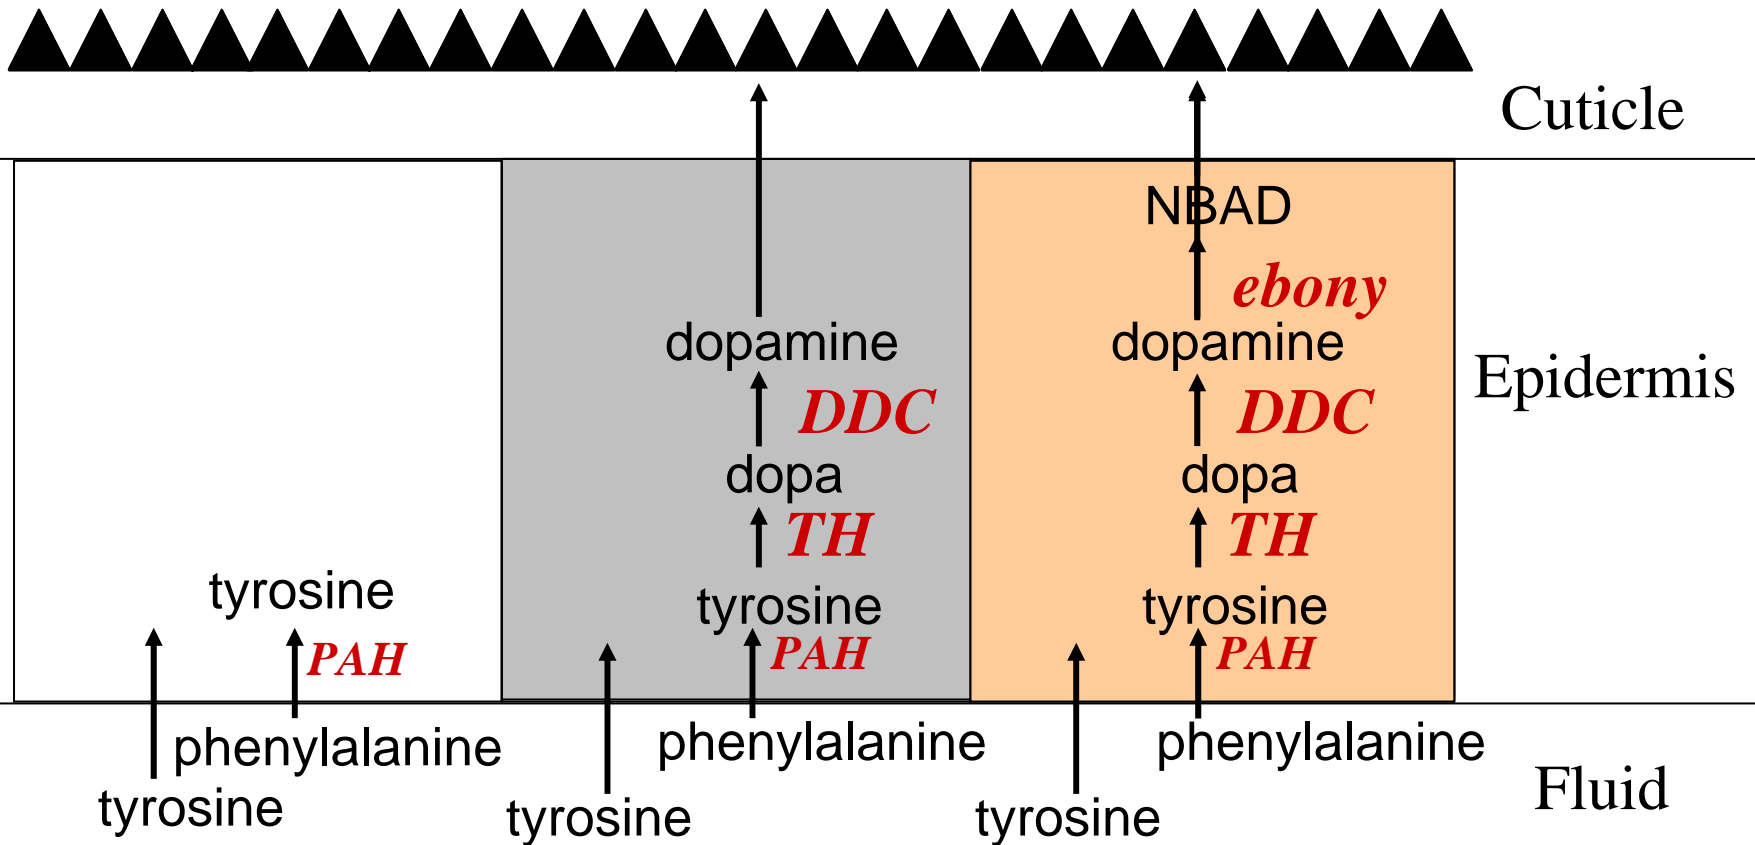 Cuticle
NBAD
ebony
dopamine
dopamine
Epidermis
DDC
DDC
dopa
dopa
TH
TH
tyrosine
tyrosine
tyrosine
PAH
PAH
PAH
phenylalanine
phenylalanine
phenylalanine
Fluid
tyrosine
tyrosine
tyrosine